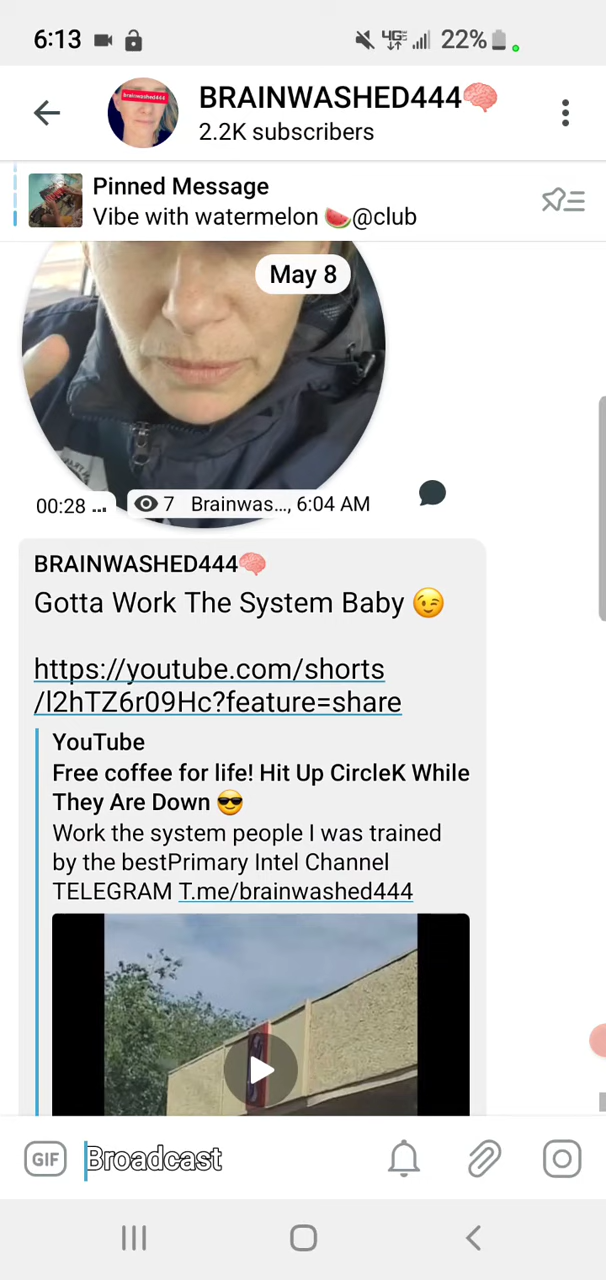 6:13
4GE
22%
brainwashed444
BRAINWASHED444🧠
2.2K subscribers
Pinned Message
Vibe with watermelon 🍉@club
May 8
00:28 ...
7 Brainwas..., 6:04 AM
BRAINWASHED444🧠
Gotta Work The System Baby 😉
https://youtube.com/shorts
/l2hTZ6r09Hc?feature=share
YouTube
Free coffee for life! Hit Up CircleK While
They Are Down 😎
Work the system people I was trained
by the bestPrimary Intel Channel
TELEGRAM T.me/brainwashed444
GIF
Broadcast